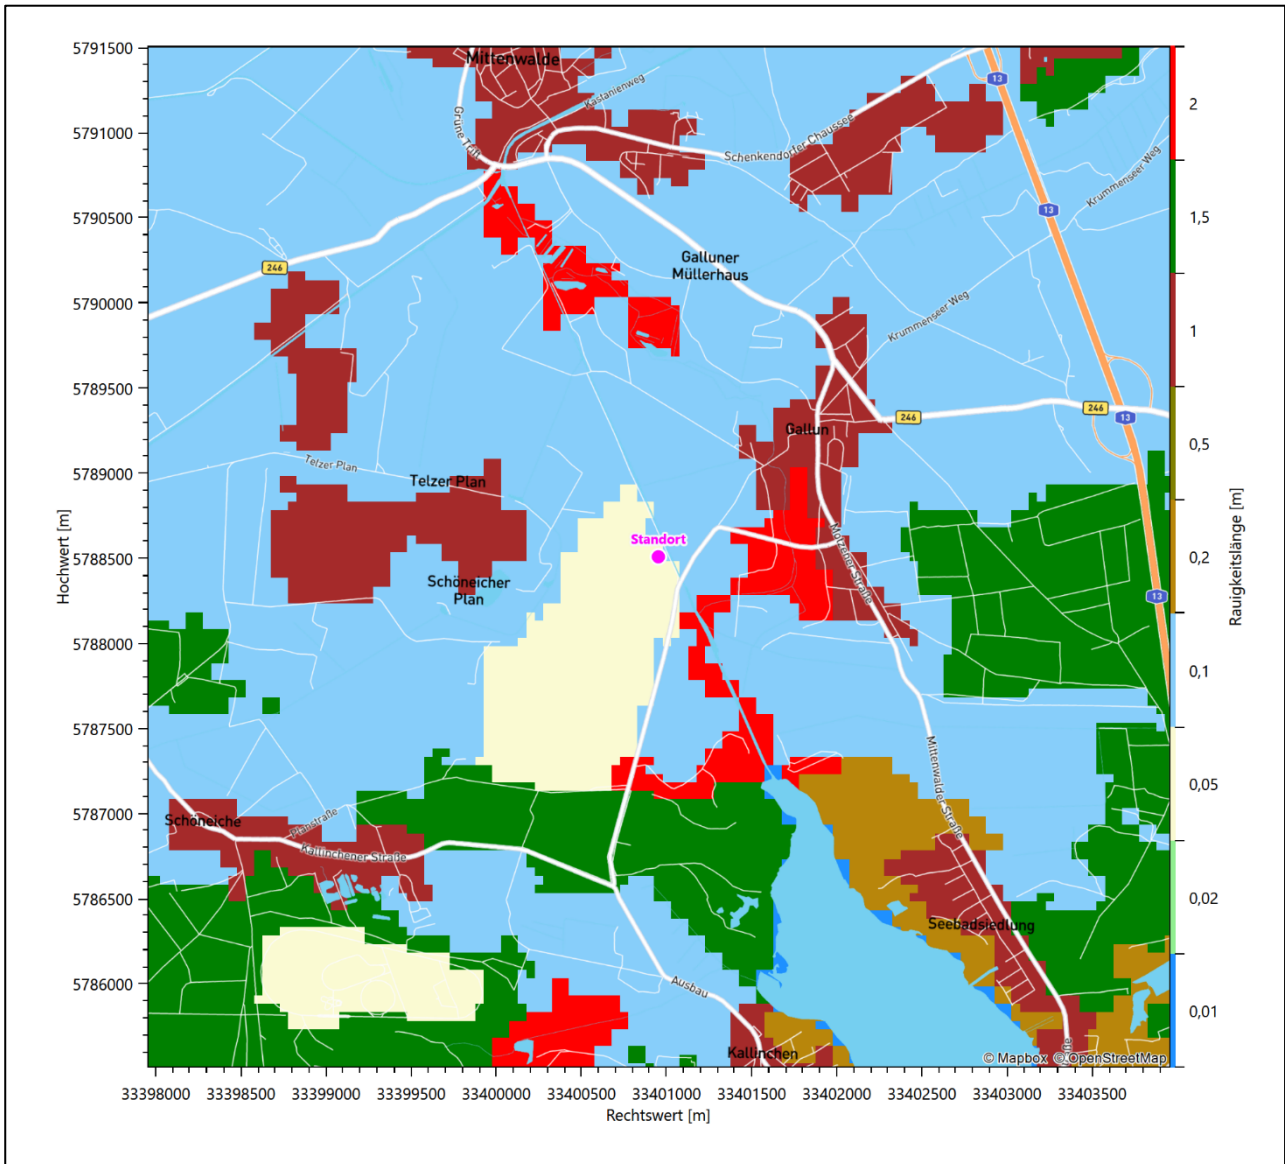 5791500
5791000
5790500
5790000
5789500
5789000
5788500
5788000
5787500
5787000
5786500
5786000
Hochwert [m]
Mittenwalde
Kastanienweg
Grüne Trift
Schenkendorfer Chaussee
13
Krummenseer Weg
13
246
Galluner
Müllerhaus
Krummenseer Weg
246
246
13
Gallun
Telzer Plan
Telzer Plan
Standort
Motzener Straße
Schöneicher
Plan
13
Mittenwalder Straße
Schöneiche
Planstraße
Kallinchener Straße
Seebadsiedlung
Ausbau
Kallinchen
© Mapbox © OpenStreetMap
33398000
33398500
33399000
33399500
33400000
33400500
33401000
33401500
33402000
33402500
33403000
33403500
Rechtswert [m]
2
1,5
1
0,5
0,2
0,1
0,05
0,02
0,01
Rauigkeitslänge [m]